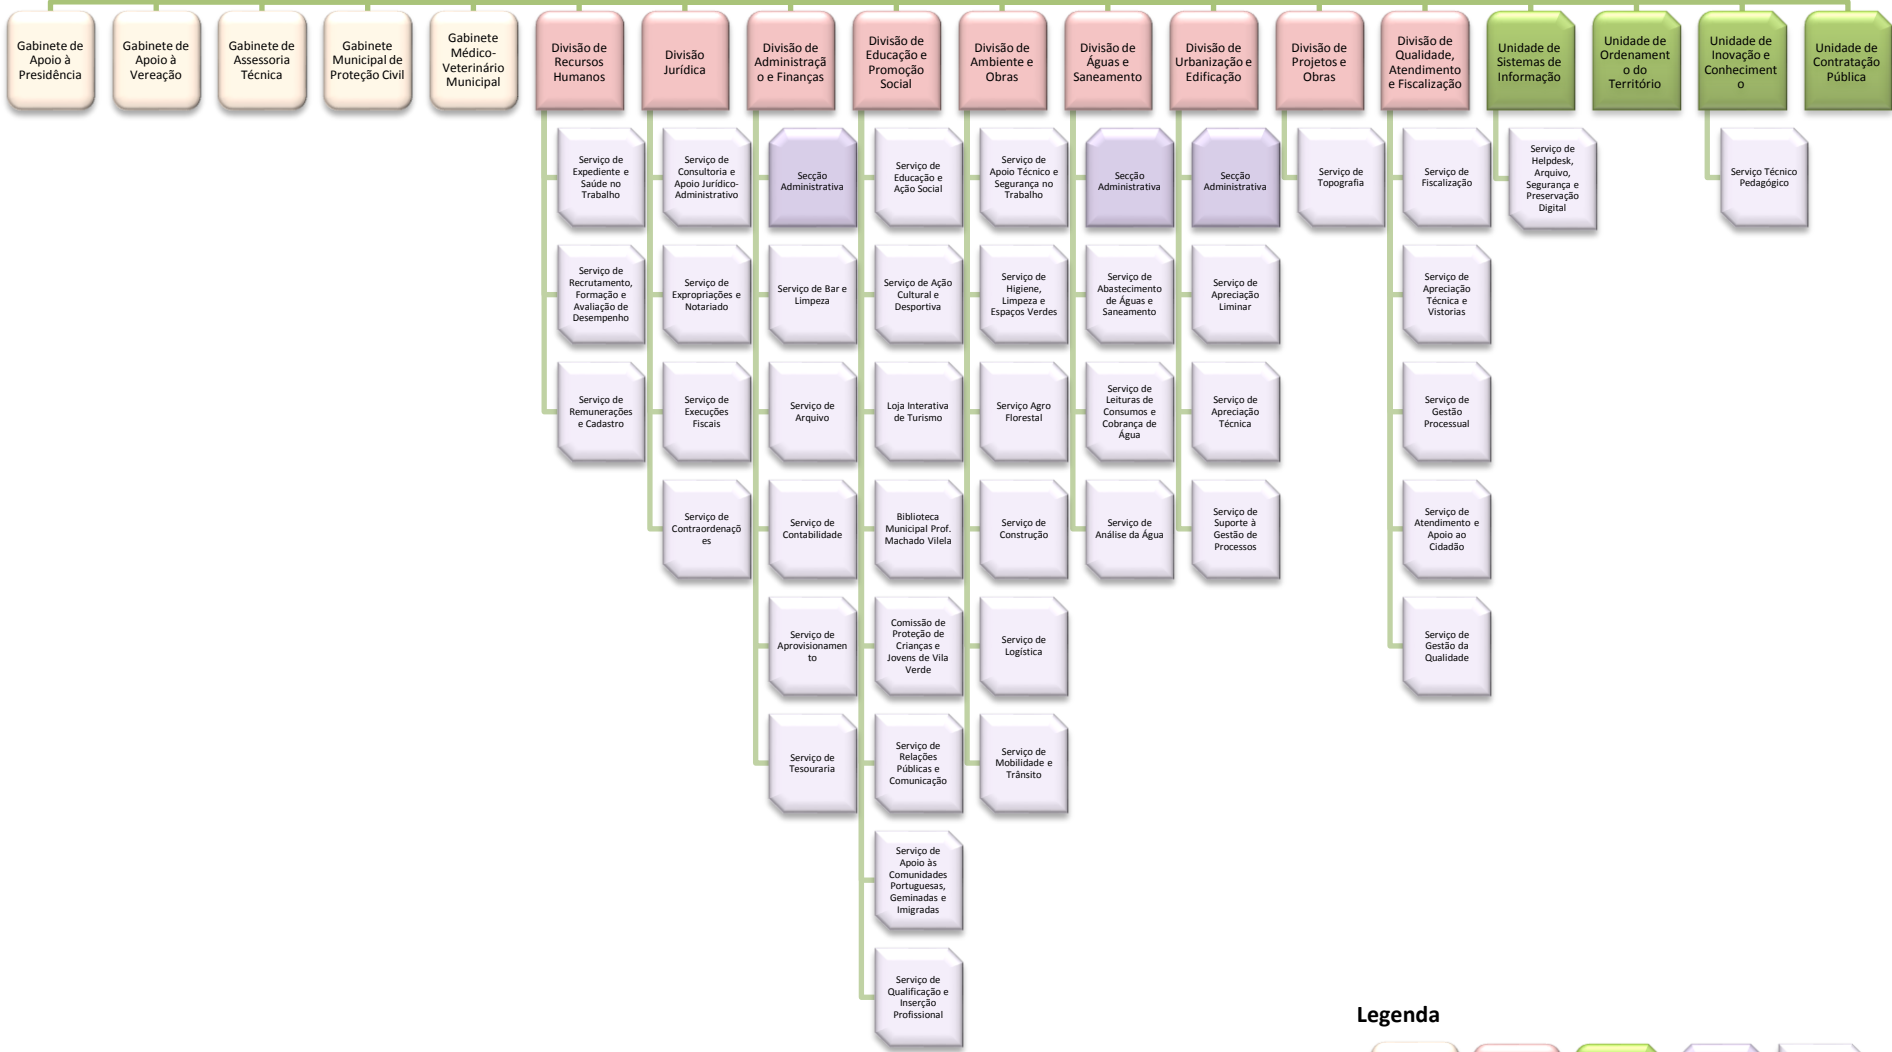 Gabinete de
Apoio à
Presidência
Gabinete de
Apoio à
Vereação
Gabinete de
Assessoria
Técnica
Gabinete
Municipal de
Proteção Civil
Gabinete
Médico-
Veterinário
Municipal
Divisão de
Recursos
Humanos
Divisão
Jurídica
Divisão de
Administraçã
o e Finanças
Divisão de
Educação e
Promoção
Social
Divisão de
Ambiente e
Obras
Divisão de
Águas e
Saneamento
Divisão de
Urbanização e
Edificação
Divisão de
Projetos e
Obras
Divisão de
Qualidade,
Atendimento
e Fiscalização
Unidade de
Sistemas de
Informação
Unidade de
Ordenament
o do
Território
Unidade de
Inovação e
Conheciment
o
Unidade de
Contratação
Pública
Serviço de
Expediente e
Saúde no
Trabalho
Serviço de
Consultoria e
Apoio Jurídico-
Administrativo
Secção
Administrativa
Serviço de
Educação e
Ação Social
Serviço de
Apoio Técnico e
Segurança no
Trabalho
Secção
Administrativa
Secção
Administrativa
Serviço de
Topografia
Serviço de
Fiscalização
Serviço de
Helpdesk,
Arquivo,
Segurança e
Preservação
Digital
Serviço Técnico
Pedagógico
Serviço de
Recrutamento,
Formação e
Avaliação de
Desempenho
Serviço de
Expropriações e
Notariado
Serviço de Bar e
Limpeza
Serviço de Ação
Cultural e
Desportiva
Serviço de
Higiene,
Limpeza e
Espaços Verdes
Serviço de
Abastecimento
de Águas e
Saneamento
Serviço de
Apreciação
Liminar
Serviço de
Apreciação
Técnica e
Vistorias
Serviço de
Remunerações
e Cadastro
Serviço de
Execuções
Fiscais
Serviço de
Arquivo
Loja Interativa
de Turismo
Serviço Agro
Florestal
Serviço de
Leituras de
Consumos e
Cobrança de
Água
Serviço de
Apreciação
Técnica
Serviço de
Gestão
Processual
Serviço de
Contraordenaçõ
es
Serviço de
Contabilidade
Biblioteca
Municipal Prof.
Machado Vilela
Serviço de
Construção
Serviço de
Análise da Água
Serviço de
Suporte à
Gestão de
Processos
Serviço de
Atendimento e
Apoio ao
Cidadão
Serviço de
Aprovisionamen
to
Comissão de
Proteção de
Crianças e
Jovens de Vila
Verde
Serviço de
Logística
Serviço de
Gestão da
Qualidade
Serviço de
Tesouraria
Serviço de
Relações
Públicas e
Comunicação
Serviço de
Mobilidade e
Trânsito
Serviço de
Apoio às
Comunidades
Portuguesas,
Geminadas e
Imigradas
Serviço de
Qualificação e
Inserção
Profissional
Legenda